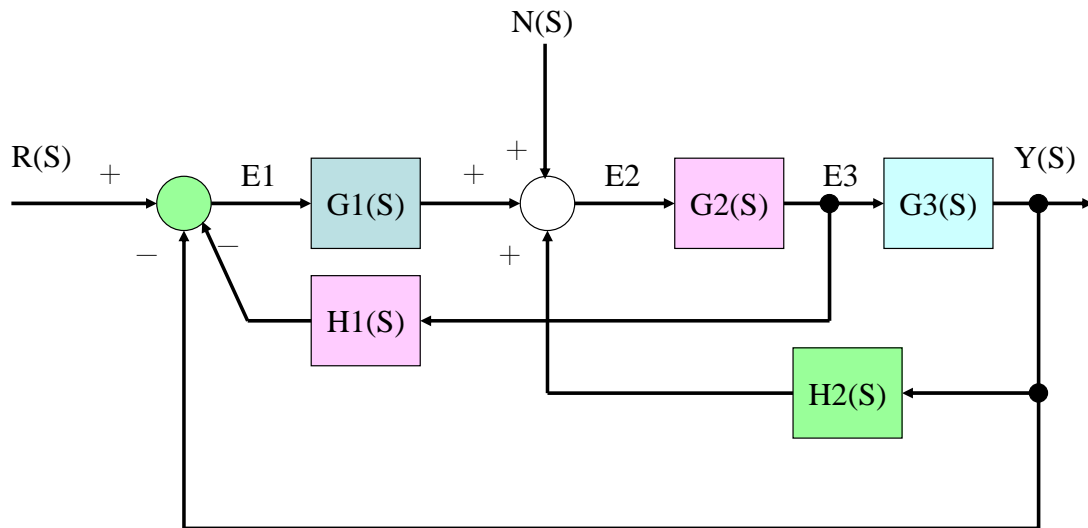 N(S)
R(S)
+
E1
G1(S)
+
+
E2
G2(S)
E3
G3(S)
Y(S)
−
−
+
H1(S)
H2(S)